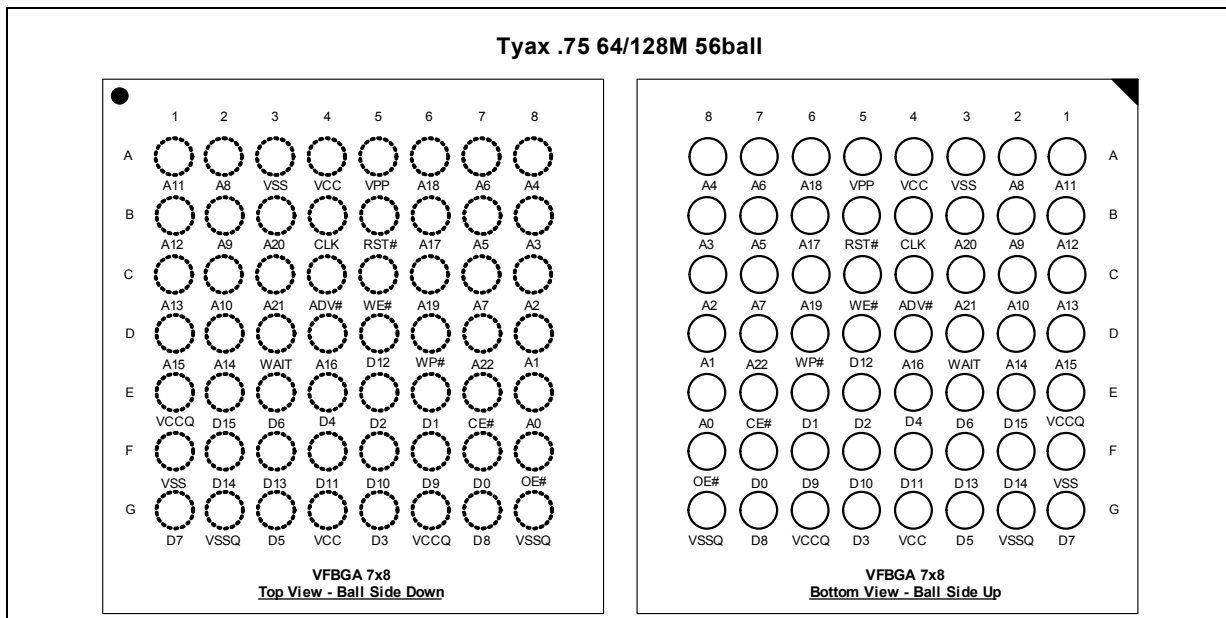 Tyax .75 64/128M 56ball
1 2 3 4 5 6 7 8
A
A11 A8 VSS VCC VPP A18 A6 A4
B
A12 A9 A20 CLK RST# A17 A5 A3
C
A13 A10 A21 ADV# WE# A19 A7 A2
D
A15 A14 WAIT A16 D12 WP# A22 A1
E
VCCQ D15 D6 D4 D2 D1 CE# A0
F
VSS D14 D13 D11 D10 D9 D0 OE#
G
D7 VSSQ D5 VCC D3 VCCQ D8 VSSQ
VFBGA 7x8
Top View - Ball Side Down
8 7 6 5 4 3 2 1
A
A4 A6 A18 VPP VCC VSS A8 A11
B
A3 A5 A17 RST# CLK A20 A9 A12
C
A2 A7 A19 WE# ADV# A21 A10 A13
D
A1 A22 WP# D12 A16 WAIT A14 A15
E
A0 CE# D1 D2 D4 D6 D15 VCCQ
F
OE# D0 D9 D10 D11 D13 D14 VSS
G
VSSQ D8 VCCQ D3 VCC D5 VSSQ D7
VFBGA 7x8
Bottom View - Ball Side Up